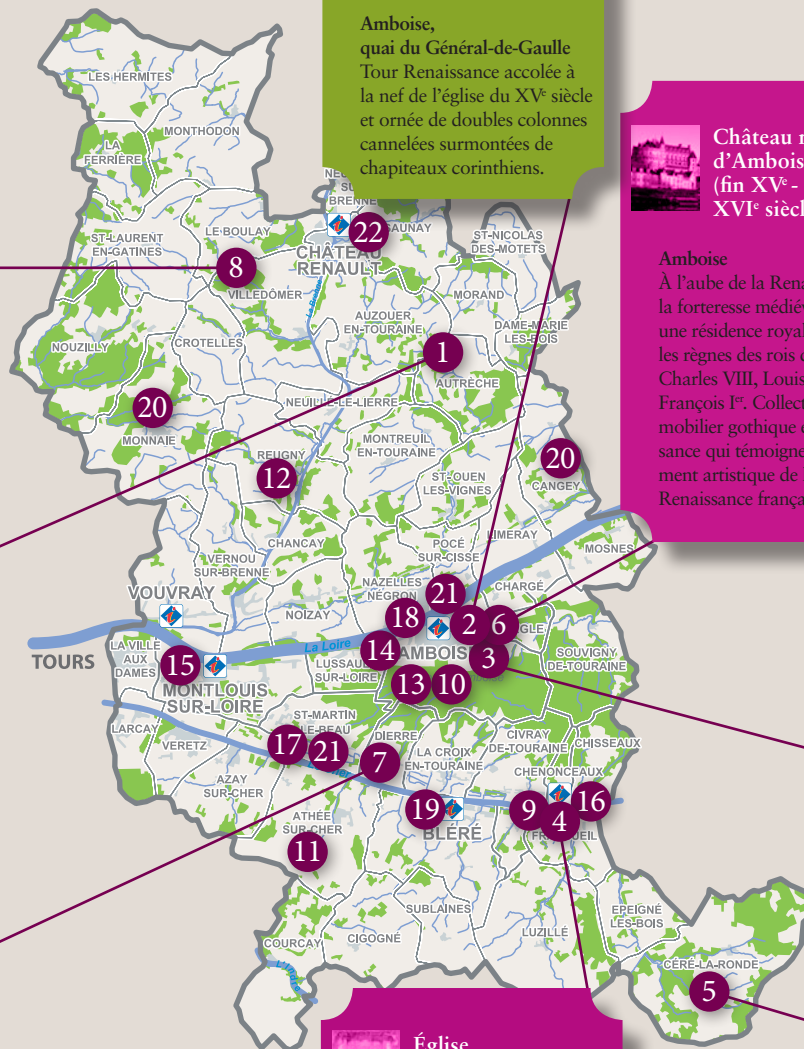 Amboise,
quai du Général-de-Gaulle
Tour Renaissance accolée à
la nef de l’église du XVᵉ siècle
et ornée de doubles colonnes
cannelées surmontées de
chapiteaux corinthiens.
Château
d’Ambois
(fin XVᵉ -
XVIᵉ siècl
Amboise
À l’aube de la Rena
la forteresse médiév
une résidence royal
les règnes des rois
Charles VIII, Louis
François Iᵉʳ. Collect
mobilier gothique
sance qui témoigne
ment artistique de
Renaissance frança
LES HERMITES
MONTHODON
LA
FERRIÈRE
BRENNE
SAUNAY
22
ST-LAURENT
EN-GATINES
LE-BOULAY
CHÂTEAU
RENAULT
ST-NICOLAS
DES-MOTETS
8
VILLEDÔMER
La Brenne
MORAND
AUZOUER
EN-TOURAINE
DAME-MARIE
LES-BOIS
NOUZILLY
CROTELLES
1
AUTRÈCHE
20
MONNAIE
NEUILLÉ-LE-LIERRE
MONTREUIL
EN-TOURAINE
REUGNY
12
20
CANGEY
ST-OUEN
LES-VIGNES
CHANCAY
LIMERAY
POCÉ
SUR-CISSE
MOSNES
VERNOU
SUR-BRENNE
NAZELLES
NÉGRON
CHARGÉ
21
VOUVRAY
NOIZAY
18
2
6
TOURS
LA VILLE
AUX
DAMES
15
La Loire
14
AMBOISE
3
SOUVIGNY
DE-TOURAINE
MONTLOUIS
SUR-LOIRE
SUR-LOIRE
13
10
LARCAY
VERETZ
ST-MARTIN
LE-BEAU
17
21
DIERRE
7
LA CROIX
EN-TOURAINE
CIVRAY
DE-TOURAINE
CHISSEAUX
CHENONCEAUX
AZAY
SUR-CHER
19
BLÉRÉ
9
4
16
ATHÉE
SUR-CHER
11
SUBLAINES
LUZILLÉ
EPEIGNÉ
LES-BOIS
COURCAY
CIGOGNÉ
L'Indre
CÉRÉ-LA-RONDE
5
Église